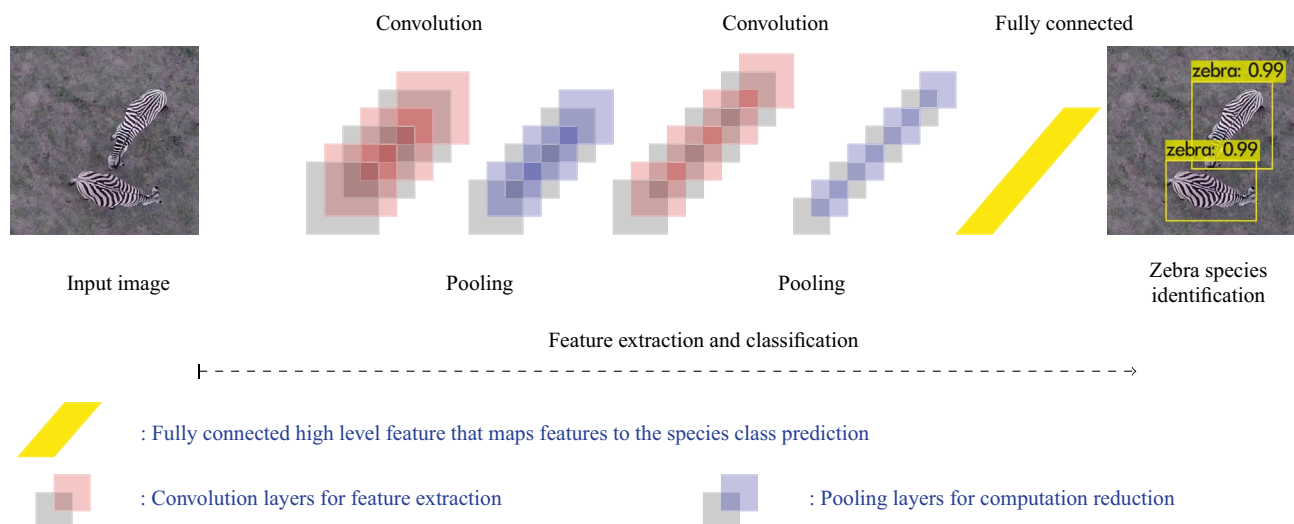 Convolution
Convolution
Fully connected
zebra: 0.99
zebra: 0.99
Input image
Pooling
Pooling
Zebra species
identification
Feature extraction and classification
: Fully connected high level feature that maps features to the species class prediction
: Convolution layers for feature extraction
: Pooling layers for computation reduction